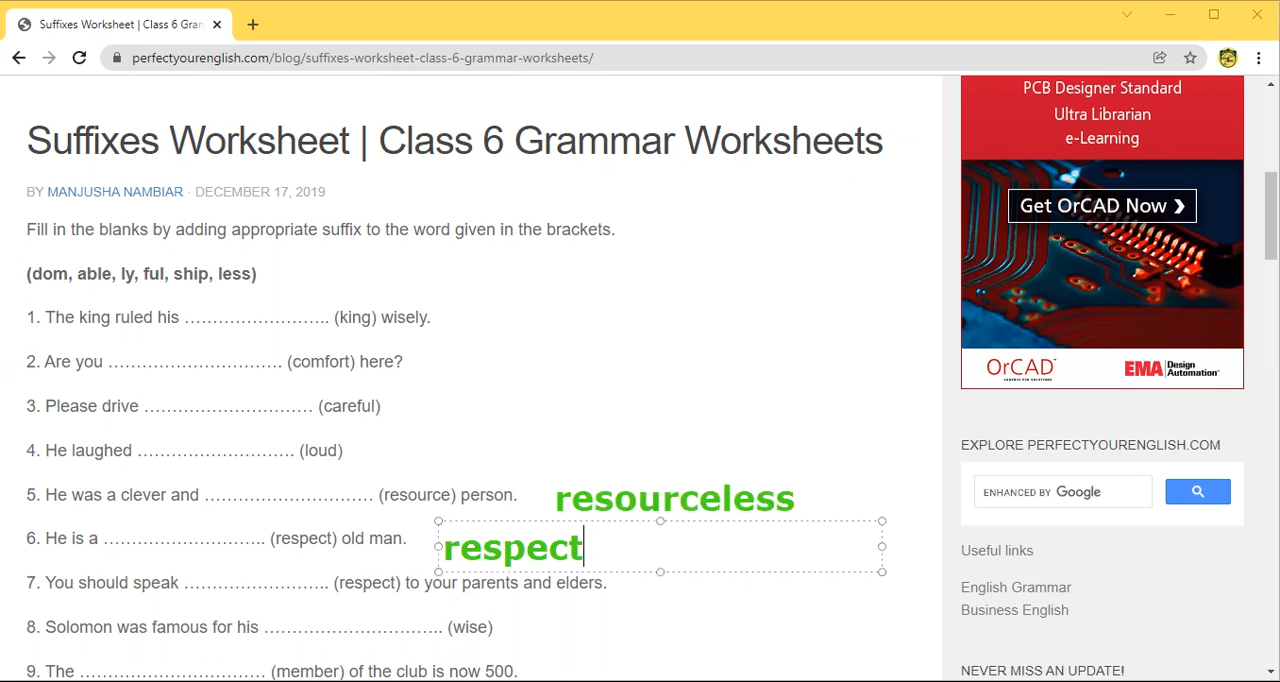 Suffixes Worksheet | Class 6 Gran
perfectyourenglish.com/blog/suffixes-worksheet-class-6-grammar-worksheets/
Suffixes Worksheet | Class 6 Grammar Worksheets
BY MANJUSHA NAMBIAR · DECEMBER 17, 2019
Fill in the blanks by adding appropriate suffix to the word given in the brackets.
(dom, able, ly, ful, ship, less)
1. The king ruled his …………………….. (king) wisely.
2. Are you …………………………. (comfort) here?
3. Please drive ………………………… (careful)
4. He laughed ………………………. (loud)
5. He was a clever and ………………………… (resource) person.
resourceless
6. He is a ……………………….. (respect) old man.
respect
7. You should speak …………………….. (respect) to your parents and elders.
8. Solomon was famous for his ………………………….. (wise)
9. The …………………………… (member) of the club is now 500.
PCB Designer Standard
Ultra Librarian
e-Learning
Get OrCAD Now ❯
OrCAD
CADENCE PCB SOLUTIONS
EMA Design Automation
EXPLORE PERFECTYOURENGLISH.COM
ENHANCED BY Google
Useful links
English Grammar
Business English
NEVER MISS AN UPDATE!